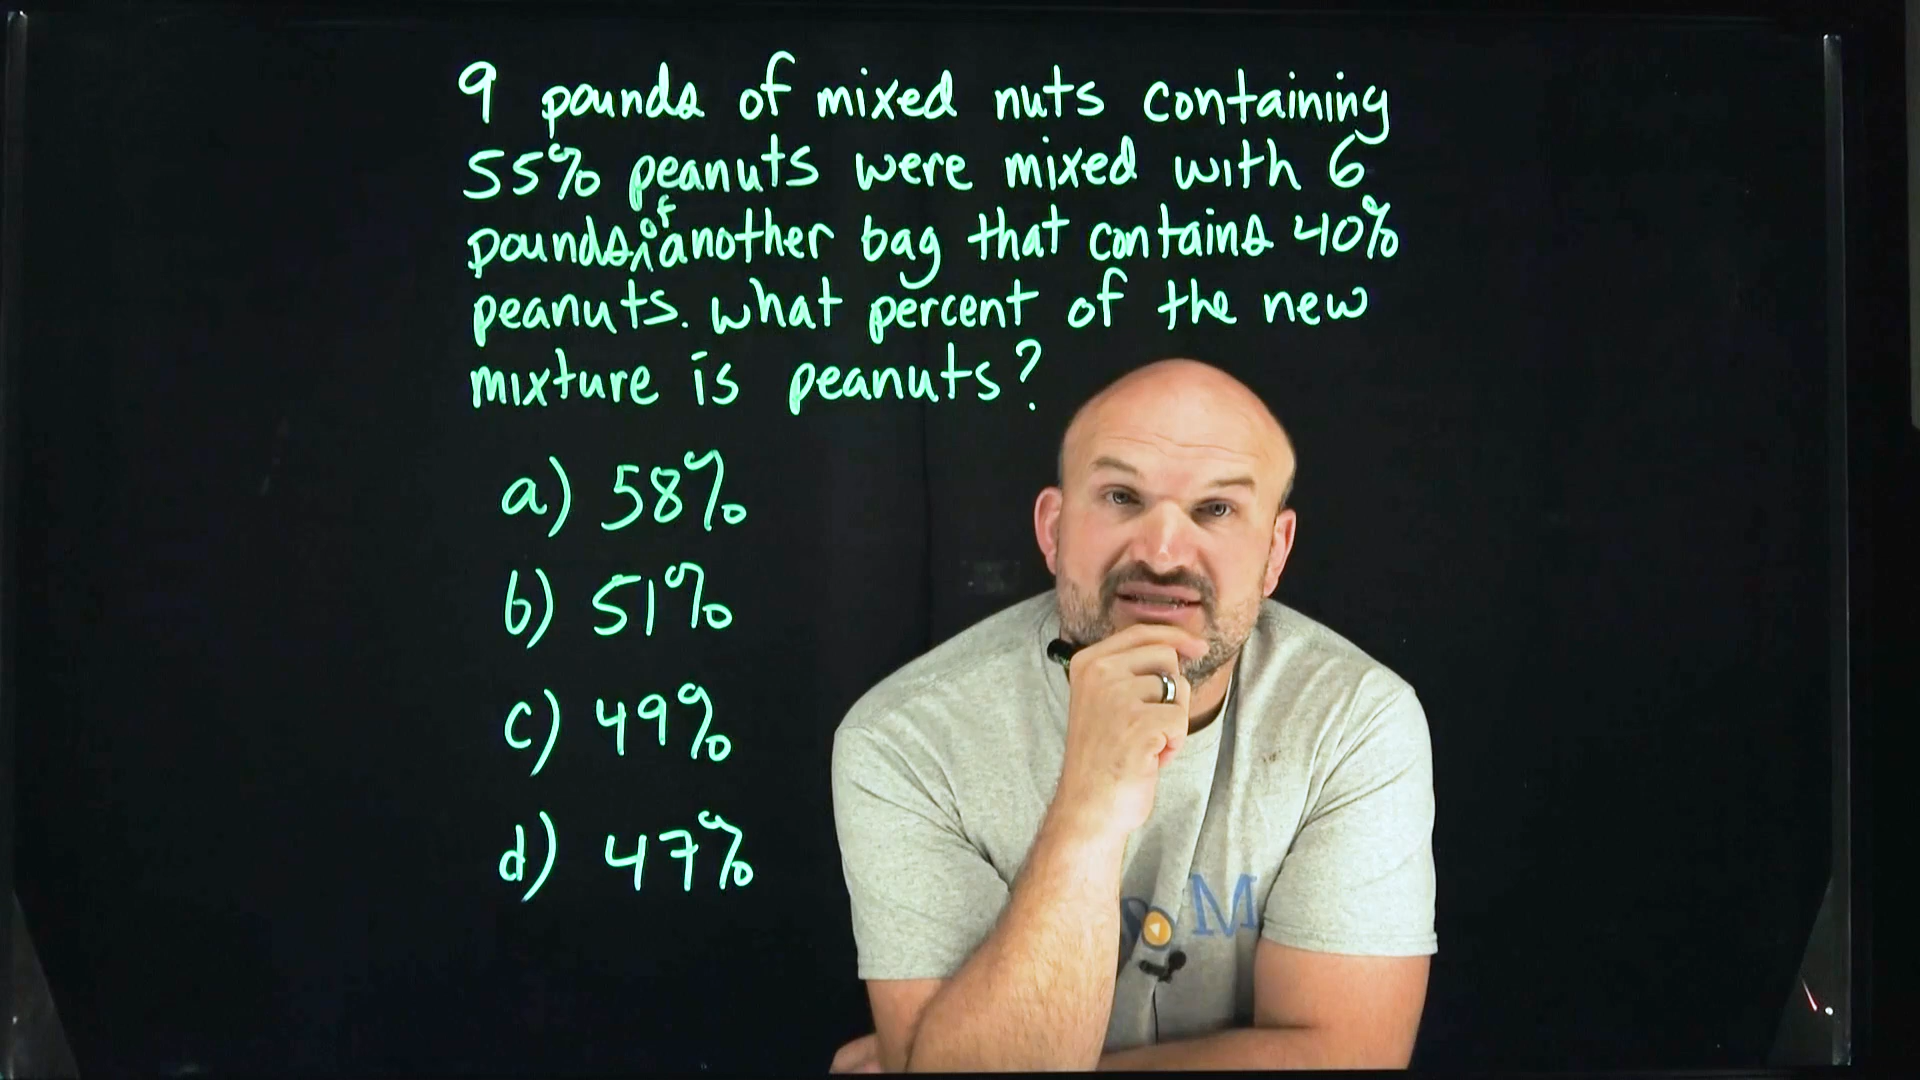 9 pounds of mixed nuts containing
55% peanuts were mixed with 6
pounds of another bag that contains 40%
peanuts. what percent of the new
mixture is peanuts?
a) 58%
b) 51%
c) 49%
d) 47%
M